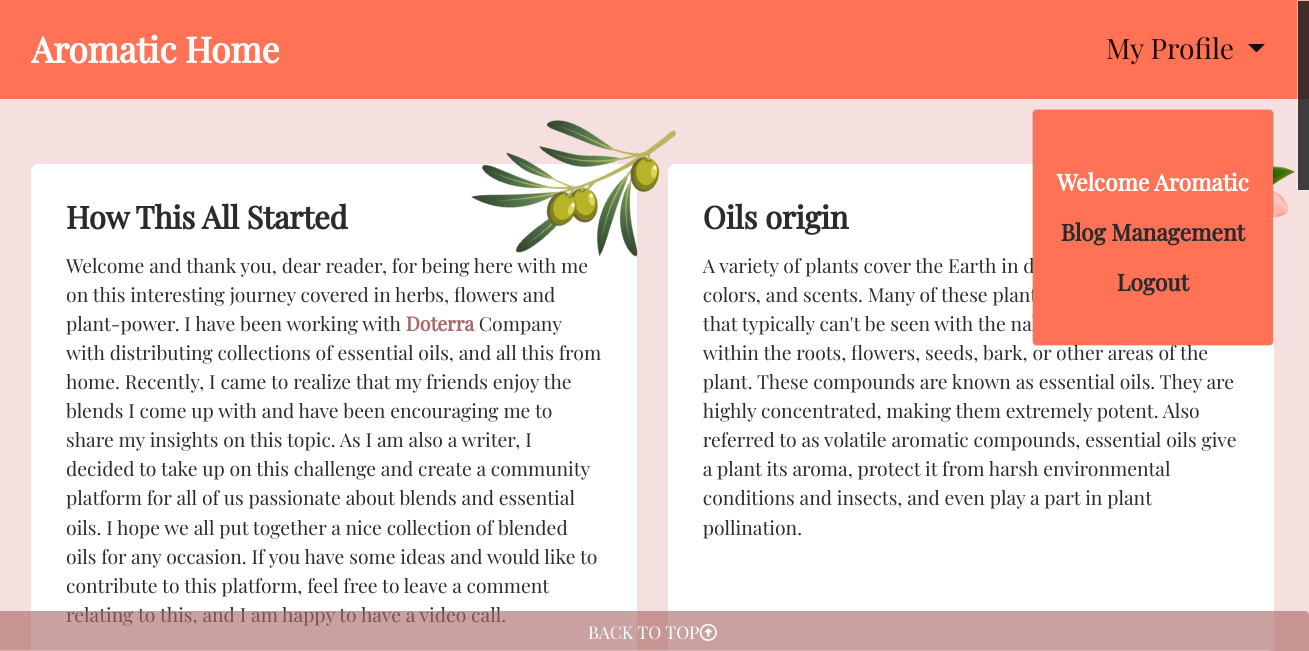 Aromatic Home
My Profile
Welcome Aromatic
Blog Management
Logout
How This All Started
Welcome and thank you, dear reader, for being here with me
on this interesting journey covered in herbs, flowers and
plant-power. I have been working with Doterra Company
with distributing collections of essential oils, and all this from
home. Recently, I came to realize that my friends enjoy the
blends I come up with and have been encouraging me to
share my insights on this topic. As I am also a writer, I
decided to take up on this challenge and create a community
platform for all of us passionate about blends and essential
oils. I hope we all put together a nice collection of blended
oils for any occasion. If you have some ideas and would like to
contribute to this platform, feel free to leave a comment
relating to this, and I am happy to have a video call.
Oils origin
A variety of plants cover the Earth in
colors, and scents. Many of these
that typically can't be seen with the
within the roots, flowers, seeds, bark, or other areas of the
plant. These compounds are known as essential oils. They are
highly concentrated, making them extremely potent. Also
referred to as volatile aromatic compounds, essential oils give
a plant its aroma, protect it from harsh environmental
conditions and insects, and even play a part in plant
pollination.
BACK TO TOP